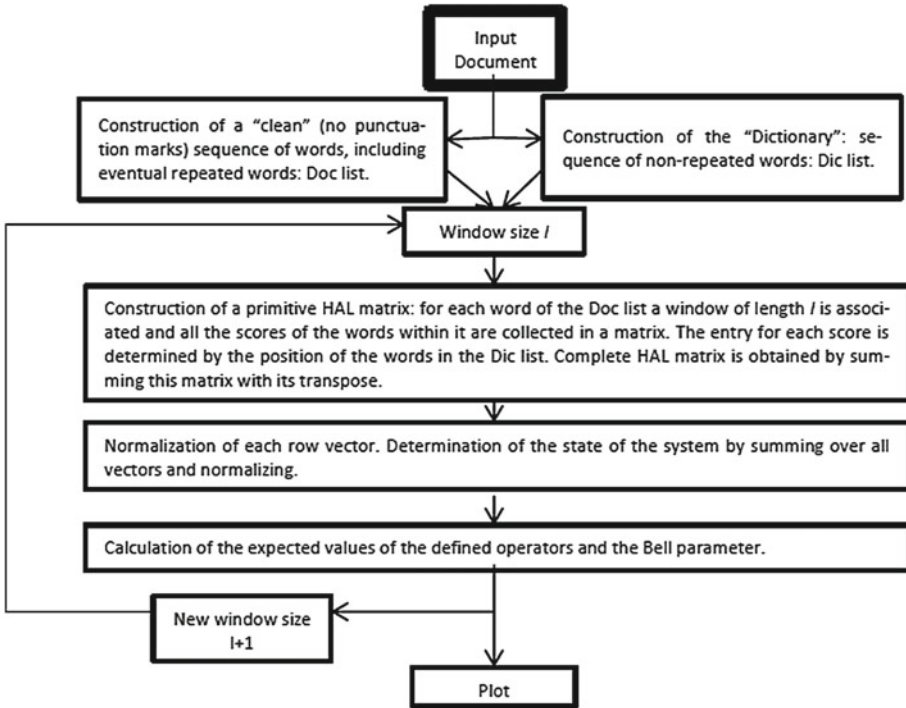 Input
Document
Construction of a “clean” (no punctua-
tion marks) sequence of words, including
eventual repeated words: Doc list.
Construction of the “Dictionary”: se-
quence of non-repeated words: Dic list.
Window size l
Construction of a primitive HAL matrix: for each word of the Doc list a window of length l is associ-
ated and all the scores of the words within it are collected in a matrix. The entry for each score is
determined by the position of the words in the Dic list. Complete HAL matrix is obtained by sum-
ming this matrix with its transpose.
Normalization of each row vector. Determination of the state of the system by summing over all
vectors and normalizing.
Calculation of the expected values of the defined operators and the Bell parameter.
New window size
l+1
Plot